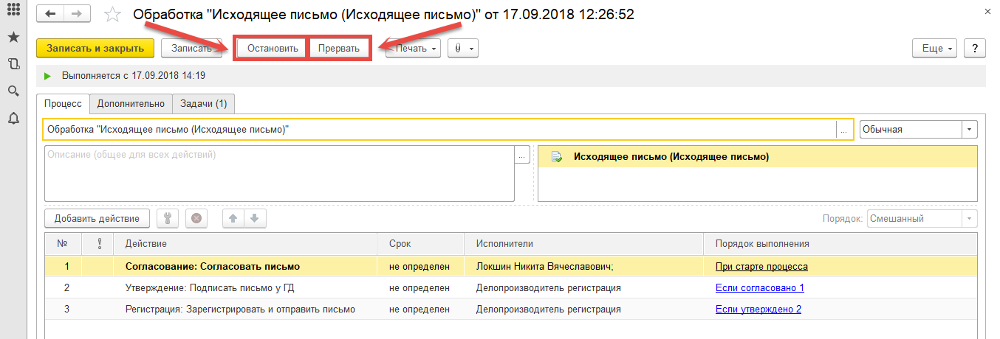 Обработка "Исходящее письмо (Исходящее письмо)" от 17.09.2018 12:26:52
Записать и закрыть Записать Остановить Прервать Печать Еще ?
Выполняется с 17.09.2018 14:19
Процесс Дополнительно Задачи (1)
Обработка "Исходящее письмо (Исходящее письмо)" ... Обычная
Описание (общее для всех действий) ... Исходящее письмо (Исходящее письмо)
Добавить действие Порядок: Смешанный
№ Действие Срок Исполнители Порядок выполнения
1 Согласование: Согласовать письмо не определен Локшин Никита Вячеславович; При старте процесса
2 Утверждение: Подписать письмо у ГД не определен Делопроизводитель регистрация Если согласовано 1
3 Регистрация: Зарегистрировать и отправить письмо не определен Делопроизводитель регистрация Если утверждено 2